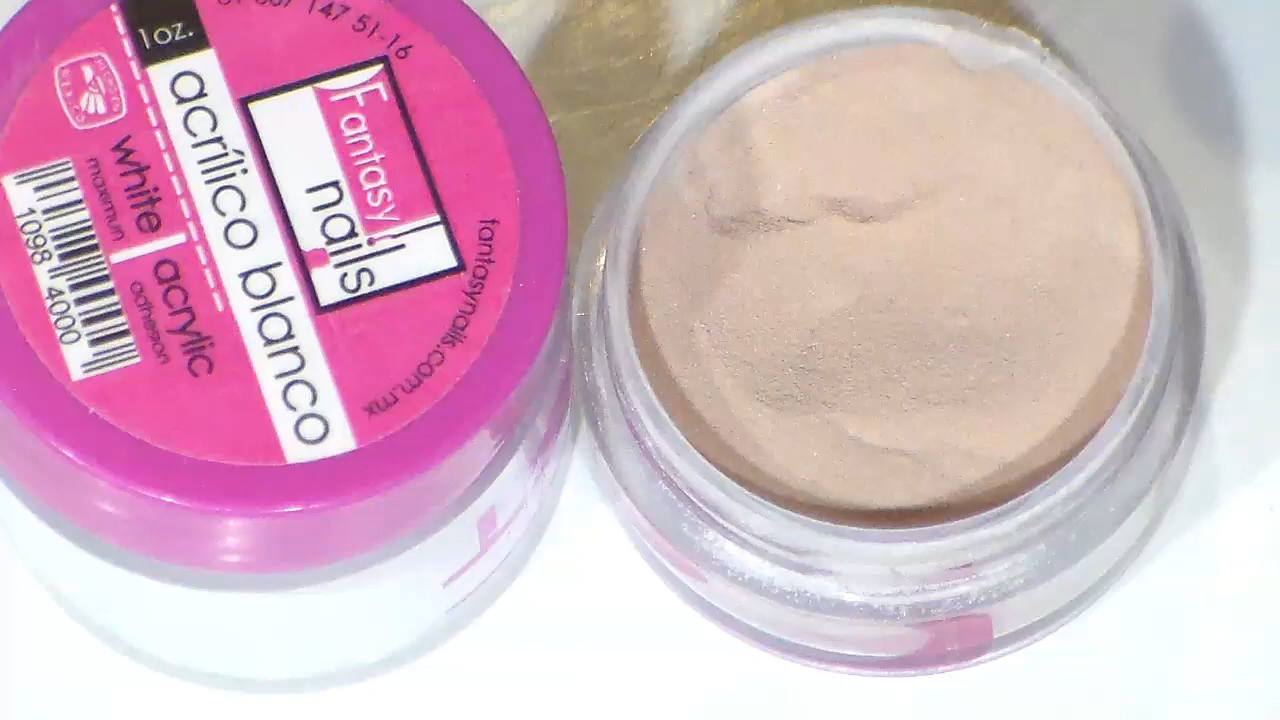 1oz.
acrílico blanco
white acrylic
maximum adhesion
Fantasy
nails
fantasynails.com.mx
1098 4000
147 51-16